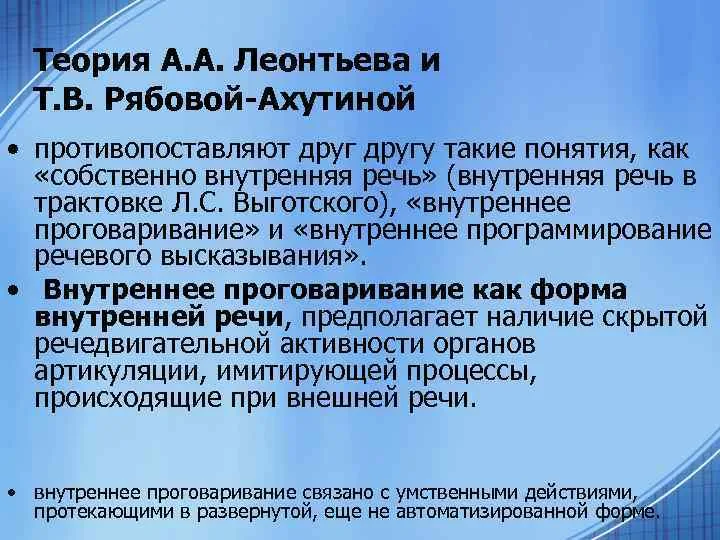 Теория А. А. Леонтьева и
Т. В. Рябовой-Ахутиной
• противопоставляют друг другу такие понятия, как
«собственно внутренняя речь» (внутренняя речь в
трактовке Л. С. Выготского), «внутреннее
проговаривание» и «внутреннее программирование
речевого высказывания».
• Внутреннее проговаривание как форма
внутренней речи, предполагает наличие скрытой
речедвигательной активности органов
артикуляции, имитирующей процессы,
происходящие при внешней речи.
• внутреннее проговаривание связано с умственными действиями,
протекающими в развернутой, еще не автоматизированной форме.